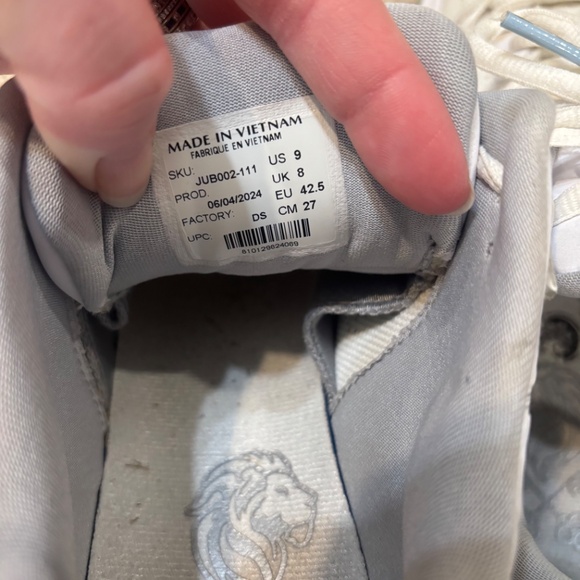 MADE IN VIETNAM
FABRIQUE EN VIETNAM
SKU: JUB002-111 US 9
PROD. 06/04/2024 UK 8
FACTORY: DS EU 42.5
UPC: CM 27
810129824089